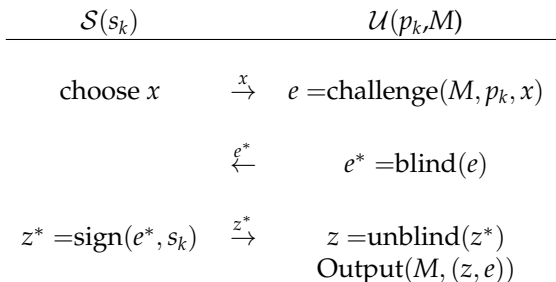 𝒮(s_k) 𝒰(p_k,M)
choose x →^x e =challenge(M, p_k, x)
←^{e*} e* =blind(e)
z* =sign(e*, s_k) →^{z*} z =unblind(z*)
Output(M, (z, e))